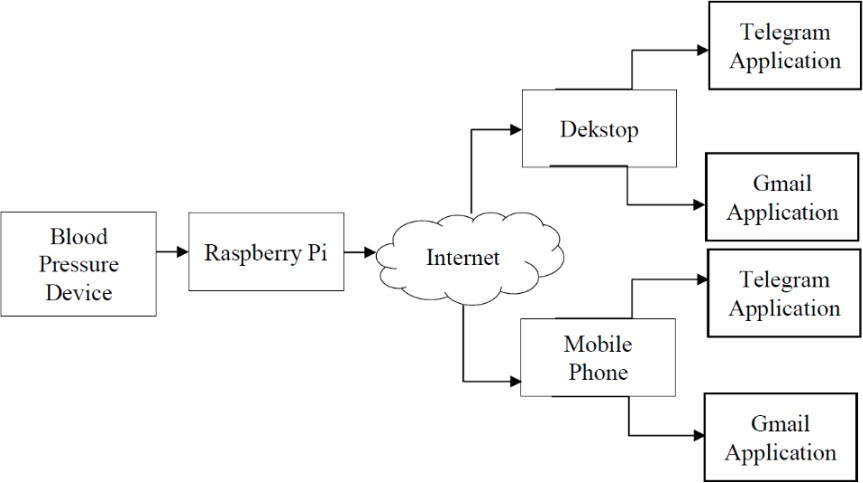 Blood
Pressure
Device
Raspberry Pi
Internet
Dekstop
Telegram
Application
Gmail
Application
Mobile
Phone
Telegram
Application
Gmail
Application